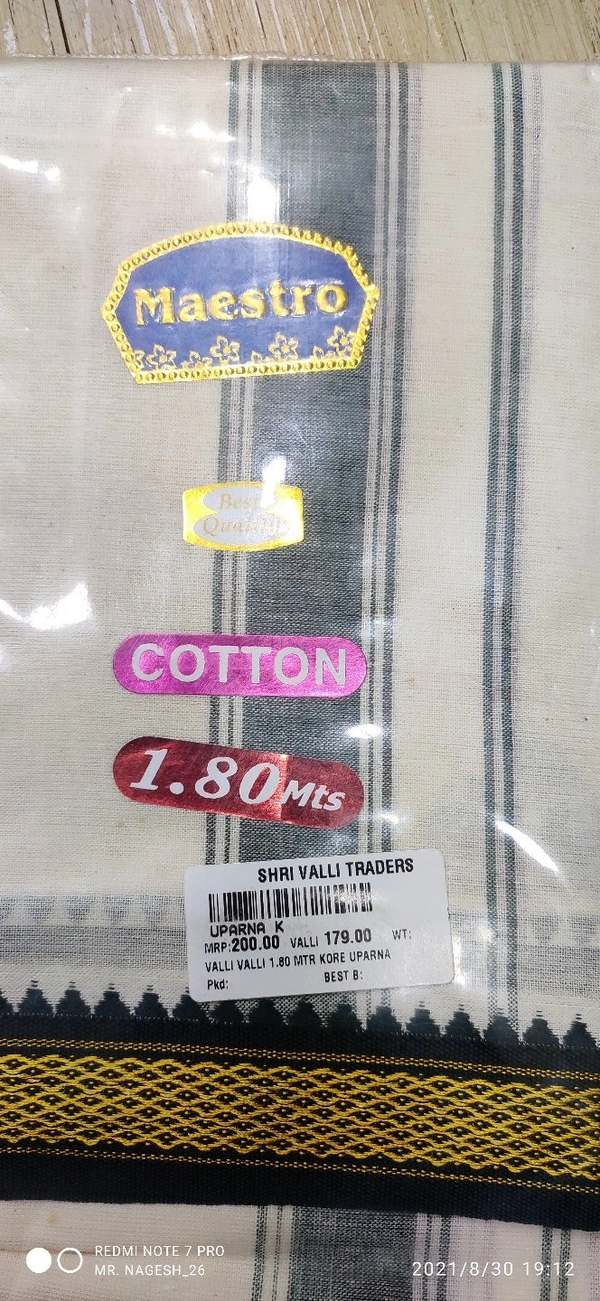 Maestro
Best
Quality
COTTON
1.80 Mts
SHRI VALLI TRADERS
UPARNA K
MRP:200.00 VALLI 179.00 WT:
VALLI VALLI 1.80 MTR KORE UPARNA
Pkd: BEST B:
REDMI NOTE 7 PRO
MR. NAGESH_26
2021/8/30 19:12